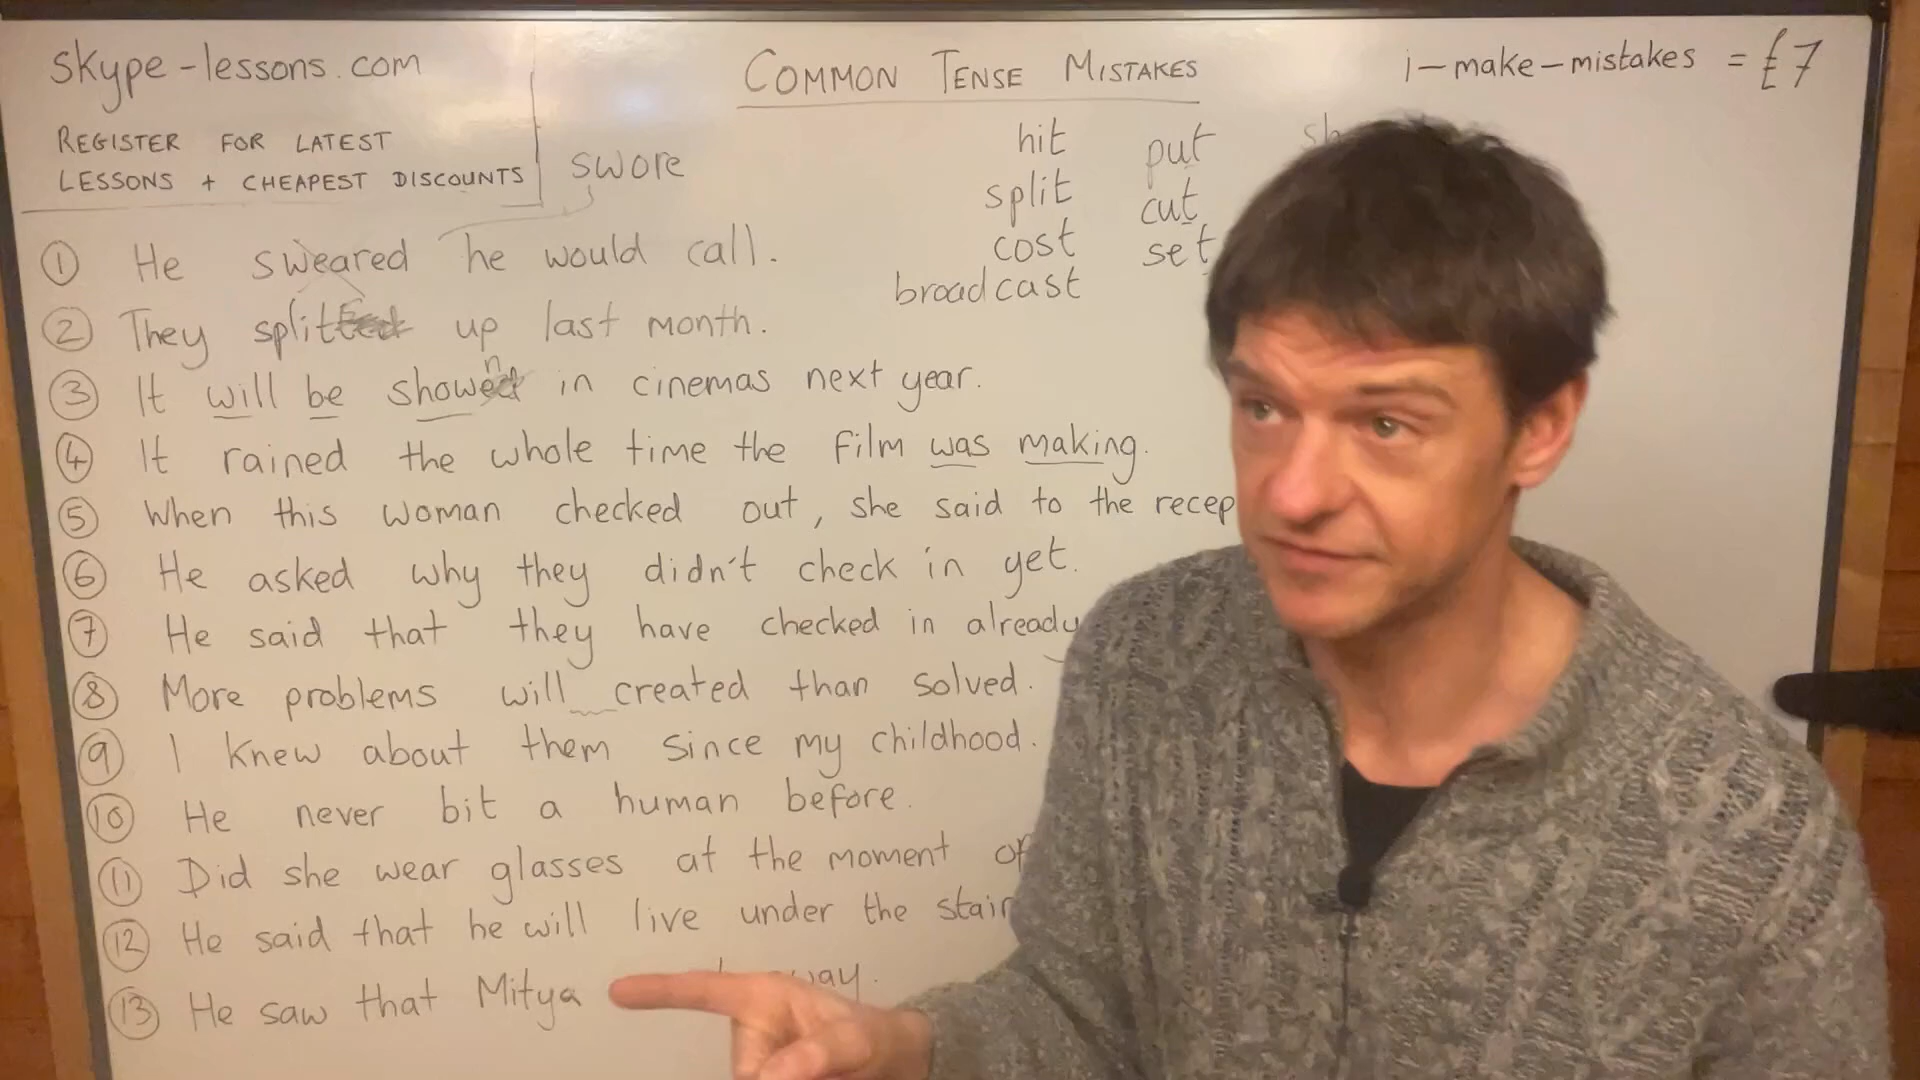 skype-lessons.com
REGISTER FOR LATEST
LESSONS + CHEAPEST DISCOUNTS
COMMON TENSE MISTAKES
i-make-mistakes = £7
swore
hit put sh
split cut
cost set
broadcast
① He sweared he would call.
② They split up last month.
③ It will be shown in cinemas next year.
④ It rained the whole time the film was making.
⑤ When this woman checked out, she said to the recep
⑥ He asked why they didn't check in yet.
⑦ He said that they have checked in already
⑧ More problems will created than solved.
⑨ I knew about them since my childhood.
⑩ He never bit a human before.
⑪ Did she wear glasses at the moment of
⑫ He said that he will live under the stair
⑬ He saw that Mitya way.